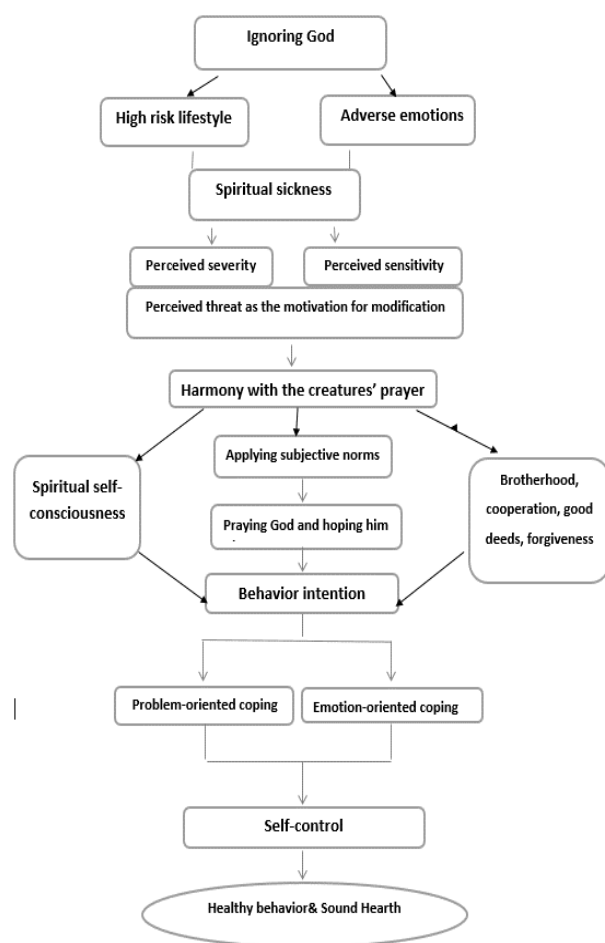 Ignoring God
High risk lifestyle
Adverse emotions
Spiritual sickness
Perceived severity
Perceived sensitivity
Perceived threat as the motivation for modification
Harmony with the creatures’ prayer
Spiritual self-
consciousness
Applying subjective norms
Praying God and hoping him
.
Brotherhood,
cooperation, good
deeds, forgiveness
Behavior intention
Problem-oriented coping
Emotion-oriented coping
Self-control
Healthy behavior& Sound Hearth